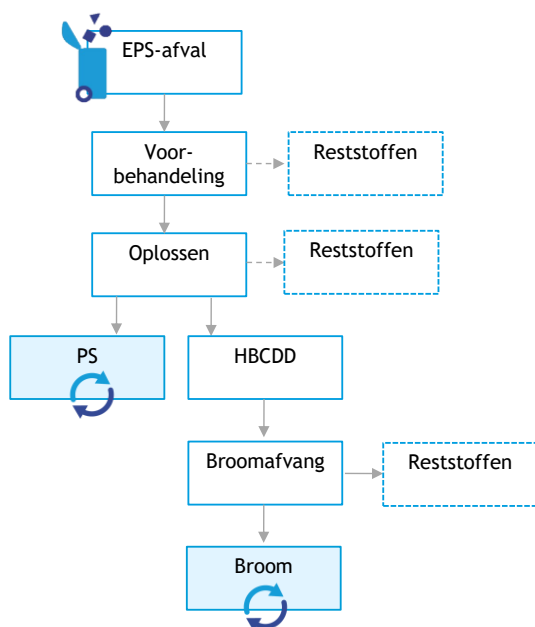 EPS-afval
Voor-
behandeling
Reststoffen
Oplossen
Reststoffen
PS
HBCDD
Broomafvang
Reststoffen
Broom